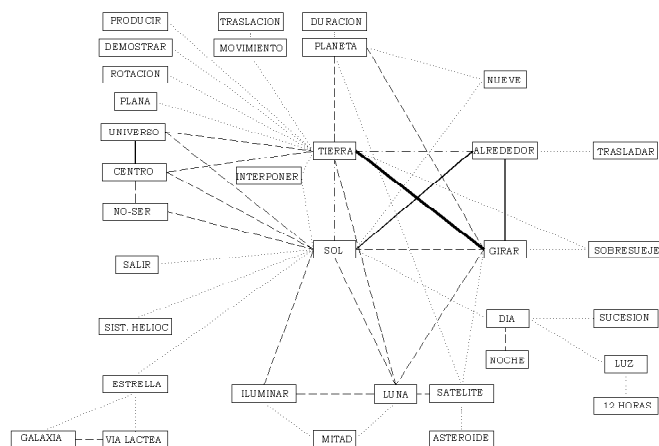 PRODUCIR
TRASLACION
DURACION
DEMOSTRAR
MOVIMIENTO
PLANETA
ROTACION
NUEVE
PLANA
UNIVERSO
TIERRA
ALREDEDOR
TRASLADAR
CENTRO
INTERPONER
NO-SER
SOL
GIRAR
SOBRESUEJE
SALIR
DIA
SUCESION
SIST. HELIOC
NOCHE
LUZ
ESTRELLA
ILUMINAR
LUNA
SATELITE
12 HORAS
GALAXIA
VIA LACTEA
MITAD
ASTEROIDE